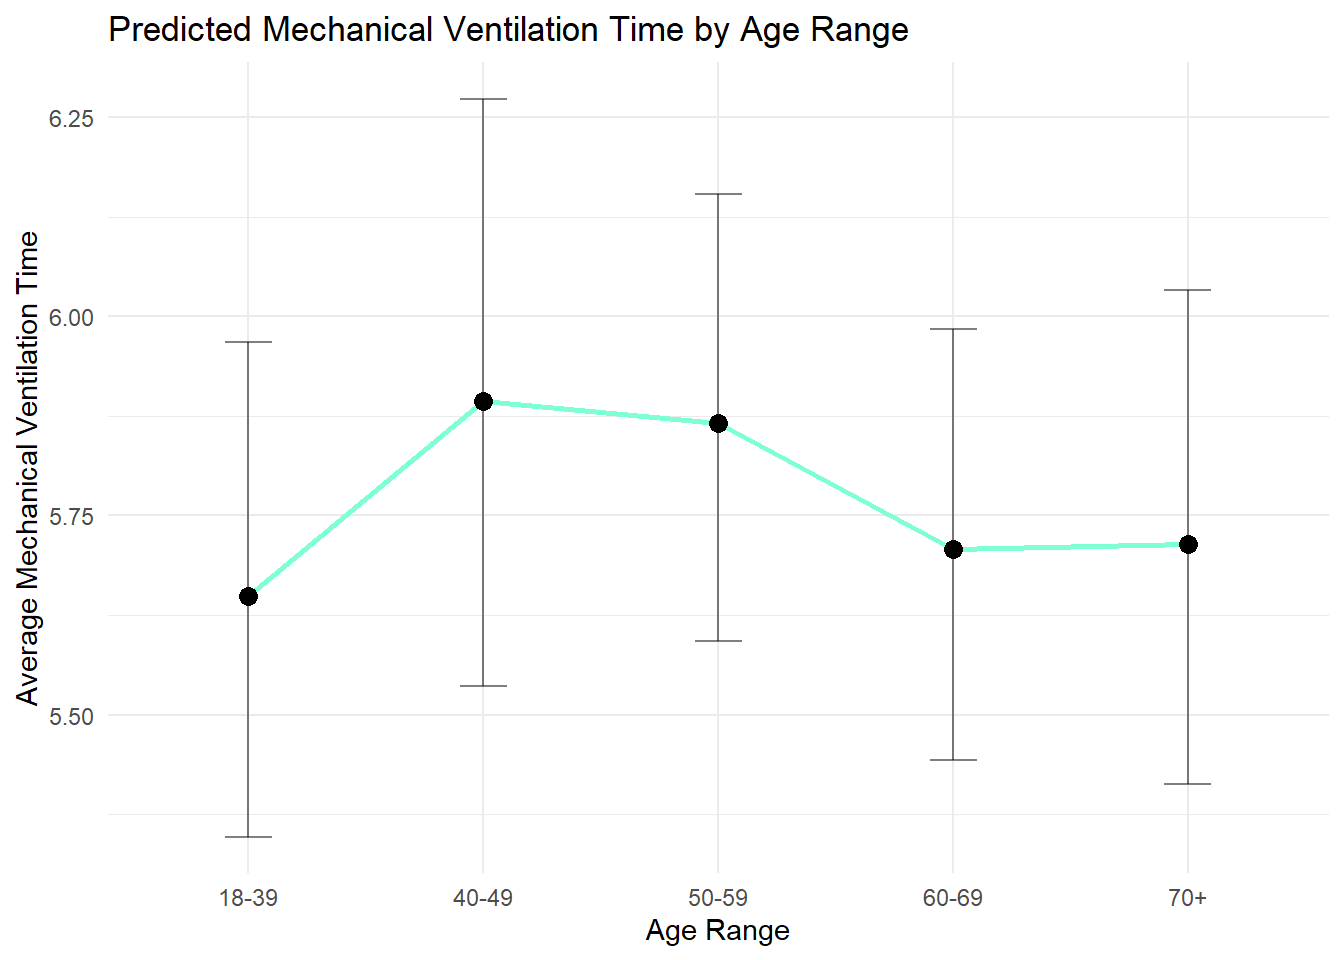 Predicted Mechanical Ventilation Time by Age Range
Average Mechanical Ventilation Time
6.25
6.00
5.75
5.50
18-39 40-49 50-59 60-69 70+
Age Range